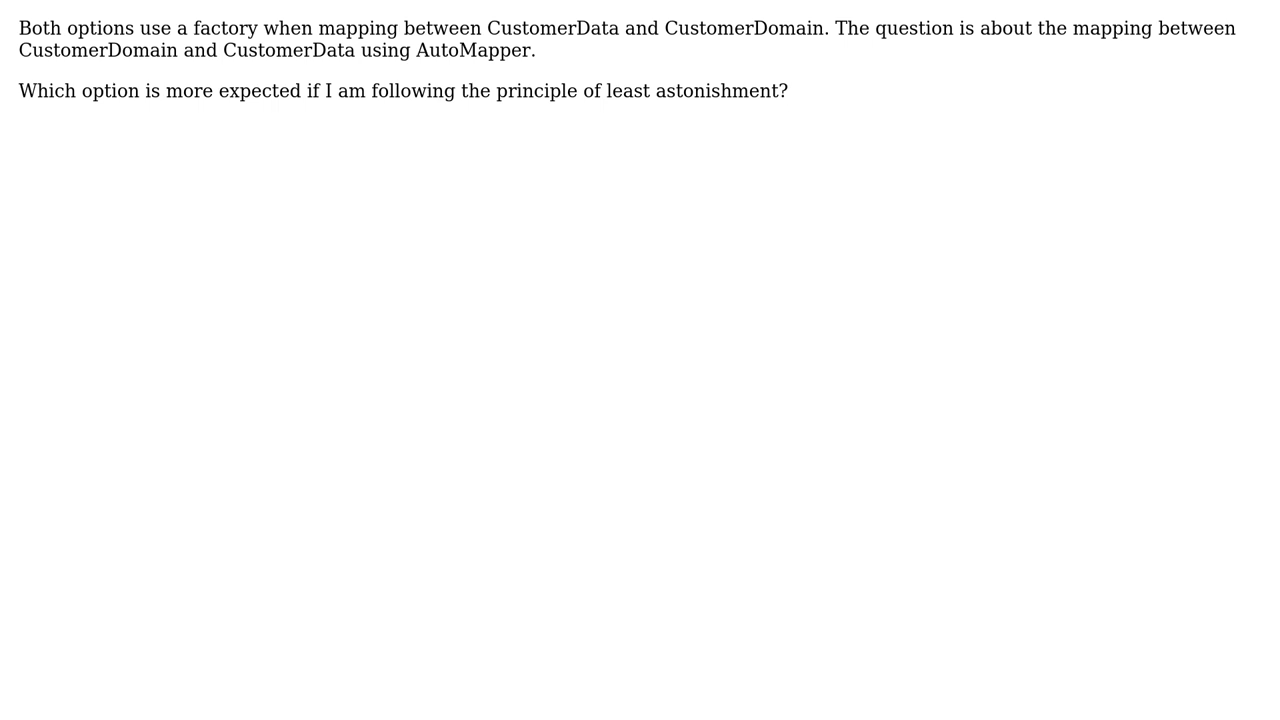 Both options use a factory when mapping between CustomerData and CustomerDomain. The question is about the mapping between
CustomerDomain and CustomerData using AutoMapper.
Which option is more expected if I am following the principle of least astonishment?